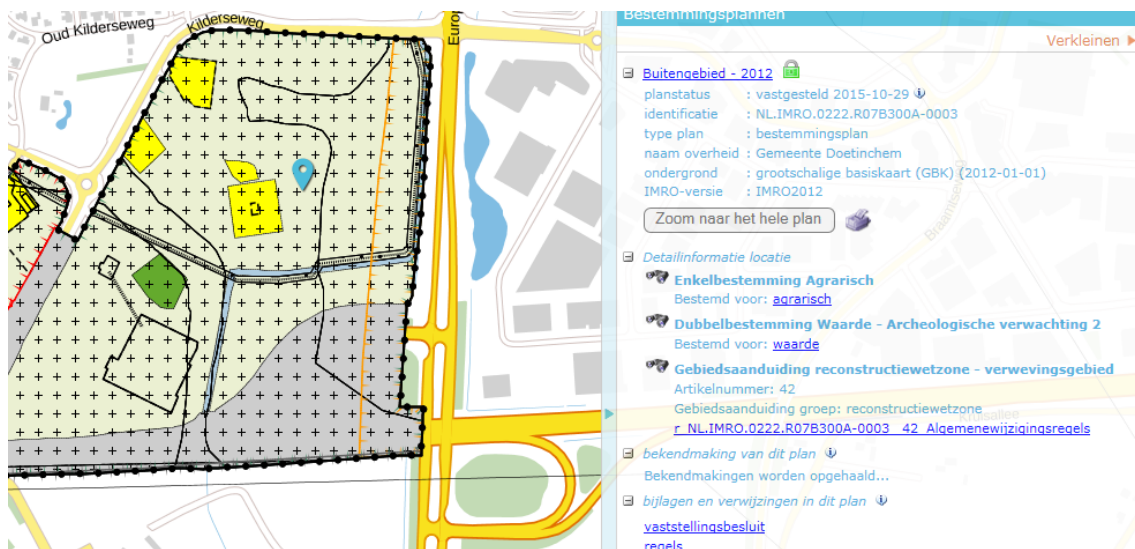 Oud Kilderseweg
Kilderseweg
Europ
Bestemmingsplannen
Verkleinen
Buitengebied - 2012
planstatus : vastgesteld 2015-10-29
identificatie : NL.IMRO.0222.R07B300A-0003
type plan : bestemmingsplan
naam overheid : Gemeente Doetinchem
ondergrond : grootschalige basiskaart (GBK) (2012-01-01)
IMRO-versie : IMRO2012
Zoom naar het hele plan
Detailinformatie locatie
Enkelbestemming Agrarisch
Bestemd voor: agrarisch
Dubbelbestemming Waarde - Archeologische verwachting 2
Bestemd voor: waarde
Gebiedsaanduiding reconstructiewetzone - verwevingsgebied
Artikelnummer: 42
Gebiedsaanduiding groep: reconstructiewetzone
Kruisallee
r_NL.IMRO.0222.R07B300A-0003_42_Algemenewijzigingsregels
bekendmaking van dit plan
Bekendmakingen worden opgehaald...
bijlagen en verwijzingen in dit plan
vaststellingsbesluit
regels